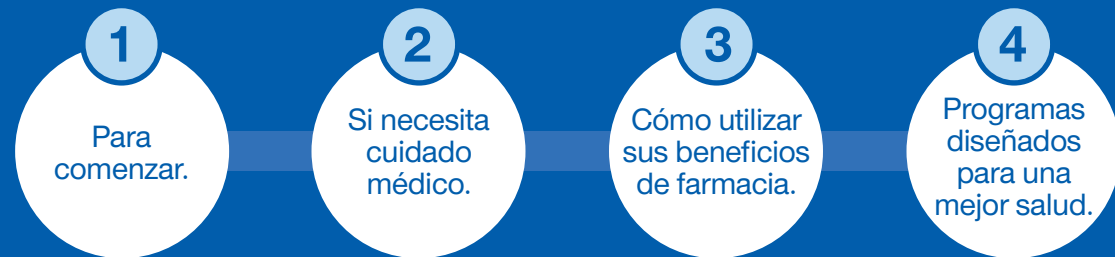 1
Para
comenzar.
2
Si necesita
cuidado
médico.
3
Cómo utilizar
sus beneficios
de farmacia.
4
Programas
diseñados
para una
mejor salud.